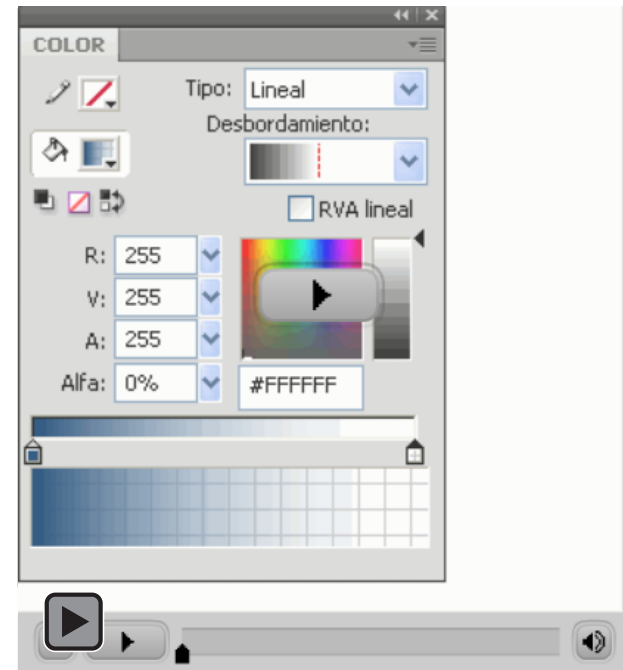 COLOR
Tipo: Lineal
Desbordamiento:
RVA lineal
R: 255
V: 255
A: 255
Alfa: 0%
#FFFFFF